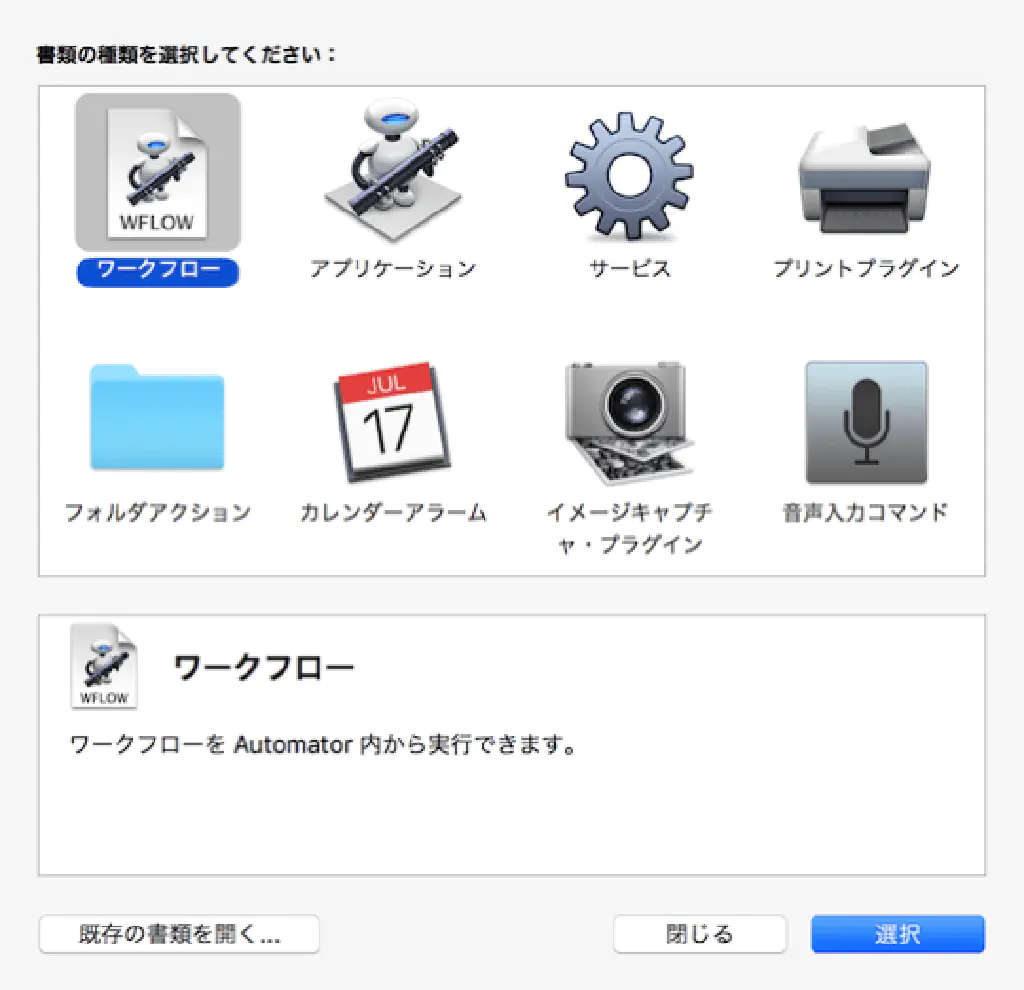 書類の種類を選択してください：
WFLOW
ワークフロー
アプリケーション
サービス
プリントプラグイン
フォルダアクション
JUL
17
カレンダーアラーム
イメージキャプチ
ャ・プラグイン
音声入力コマンド
WFLOW
ワークフロー
ワークフローを Automator 内から実行できます。
既存の書類を開く...
閉じる
選択